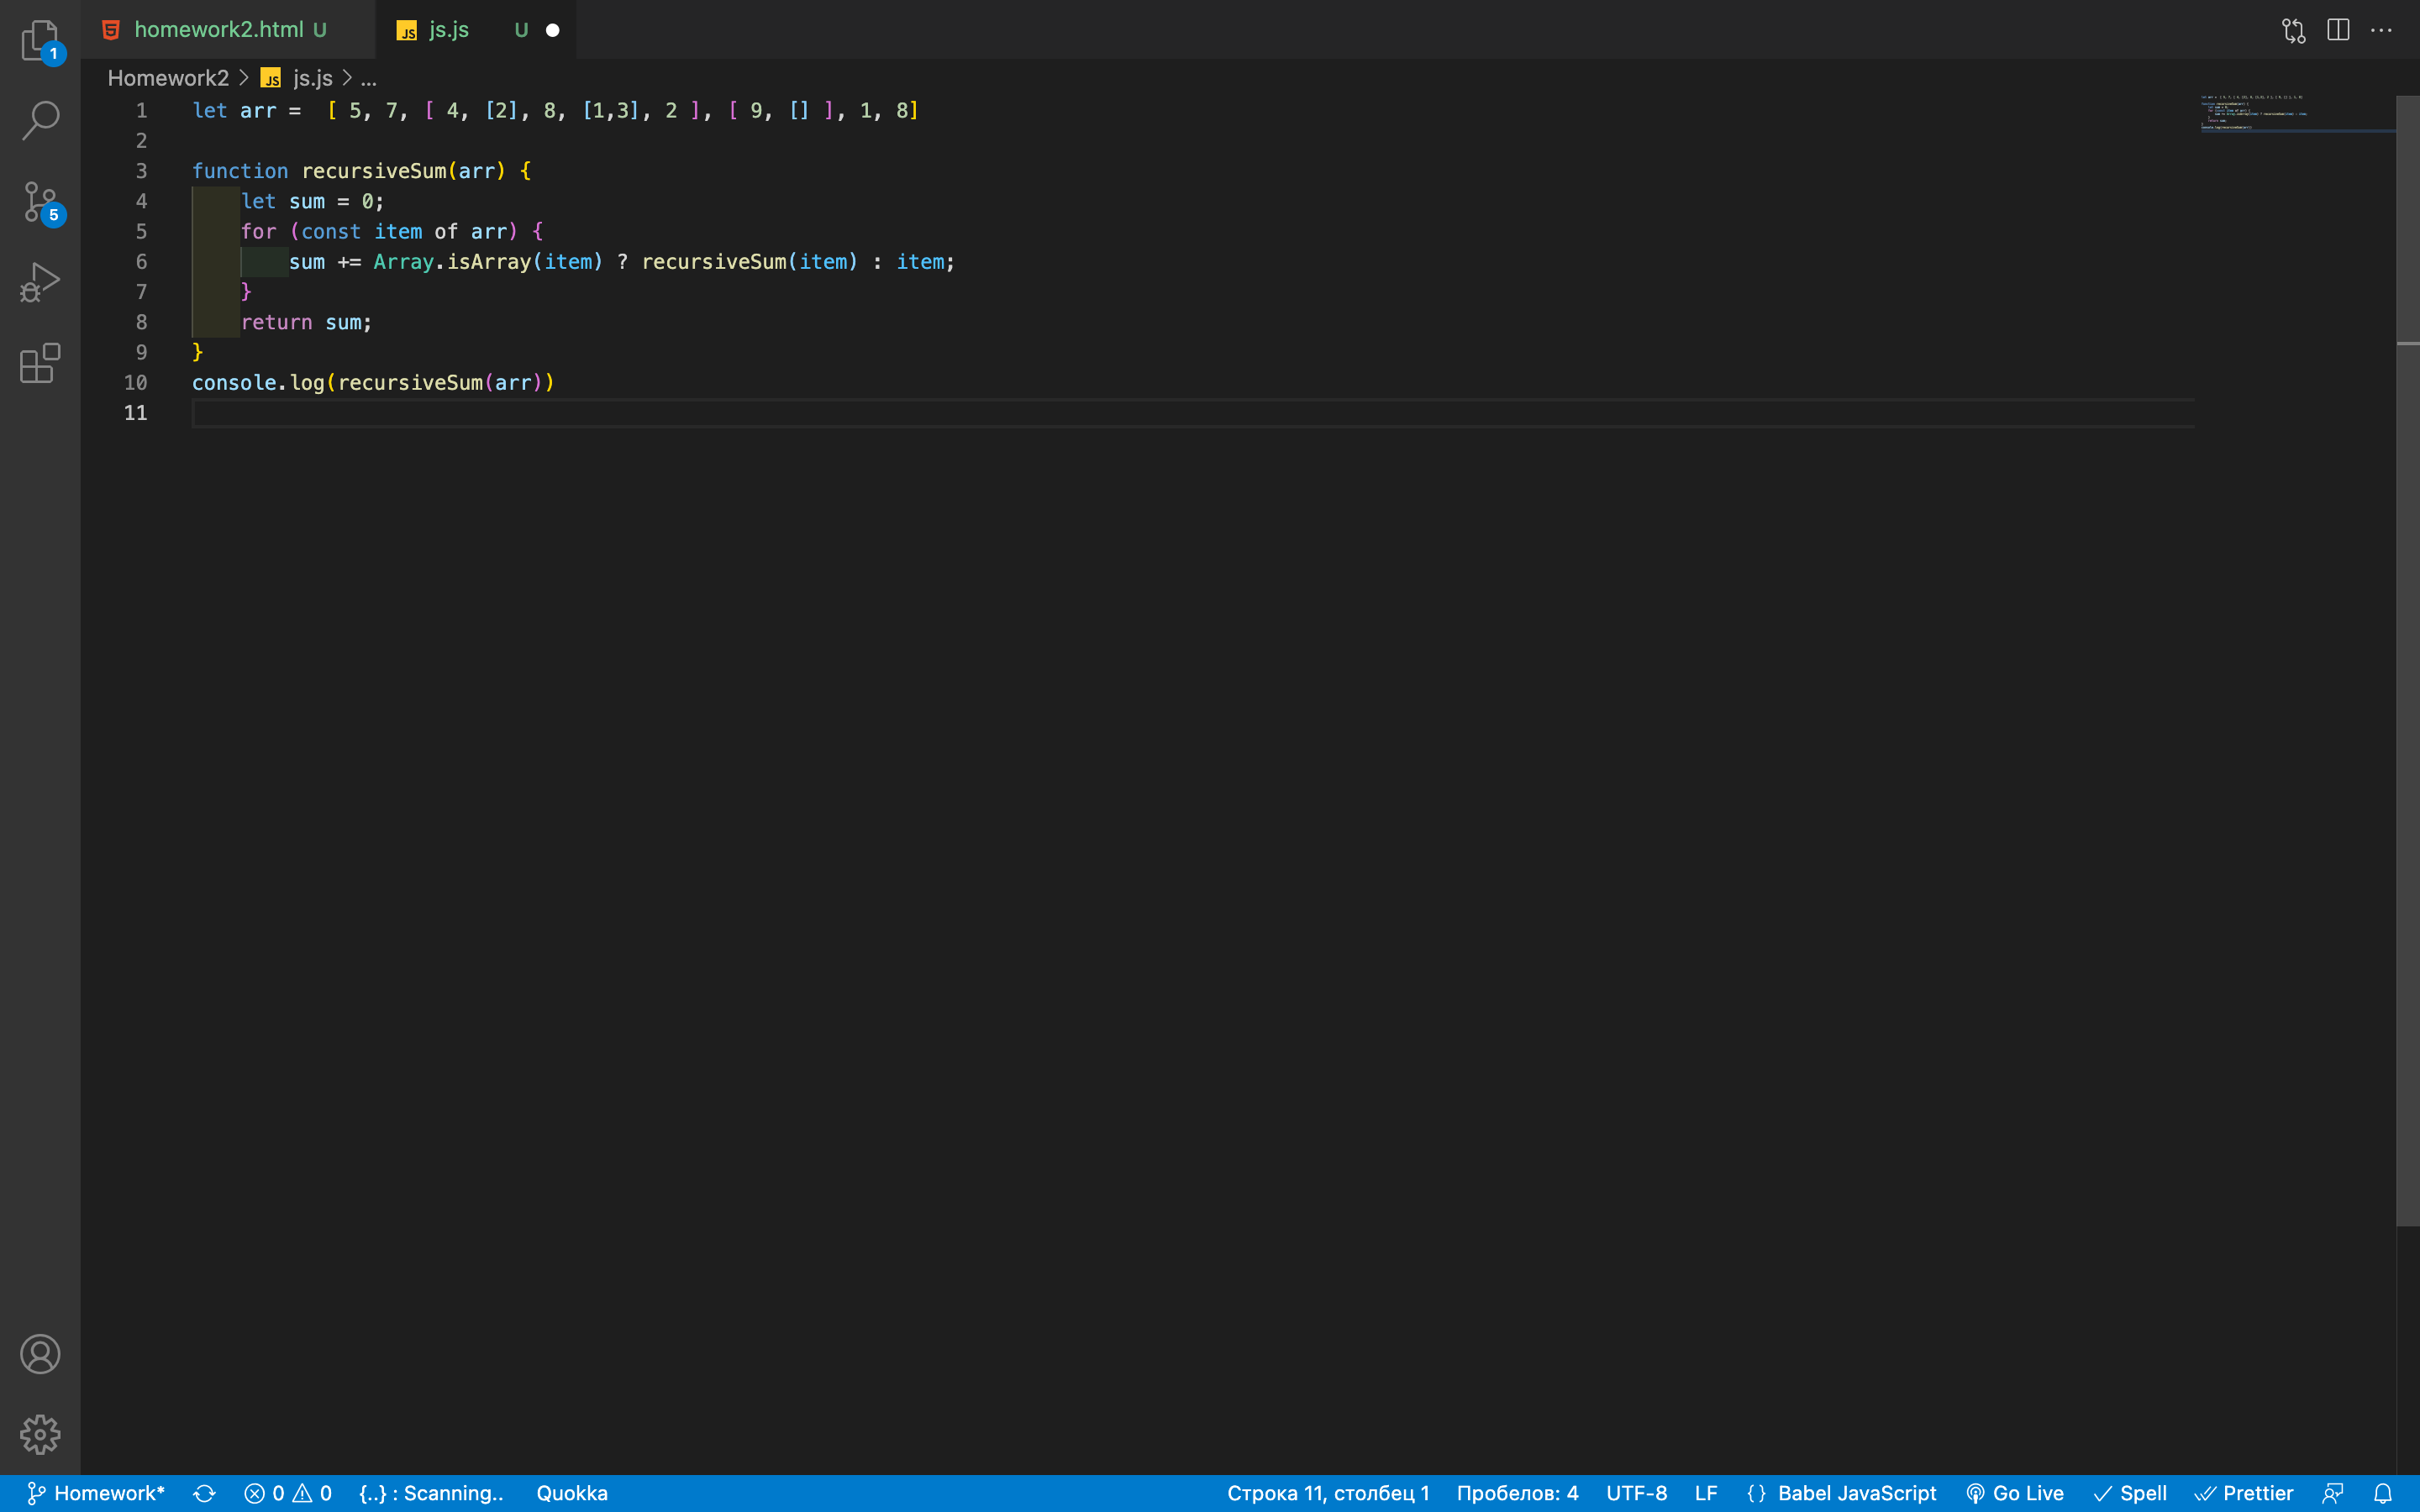 homework2.html U
js.js U
Homework2 > JS js.js > ...
1 let arr =  [ 5, 7, [ 4, [2], 8, [1,3], 2 ], [ 9, [] ], 1, 8]
2
3 function recursiveSum(arr) {
4     let sum = 0;
5     for (const item of arr) {
6         sum += Array.isArray(item) ? recursiveSum(item) : item;
7     }
8     return sum;
9 }
10 console.log(recursiveSum(arr))
11
1
5
Homework* 0 0 {..} : Scanning.. Quokka Строка 11, столбец 1 Пробелов: 4 UTF-8 LF {} Babel JavaScript Go Live Spell Prettier